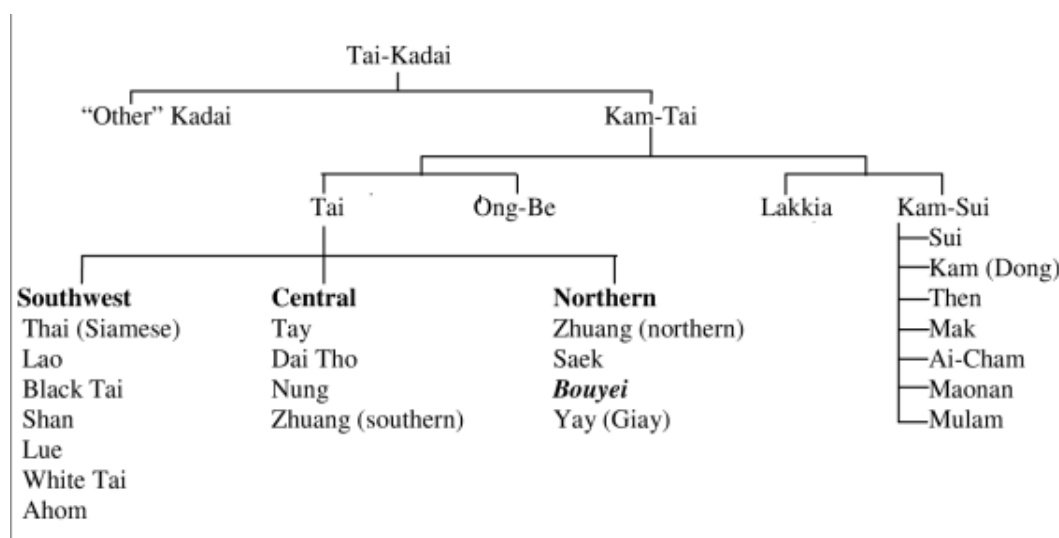 Tai-Kadai
“Other” Kadai Kam-Tai
Tai Ong-Be Lakkia Kam-Sui
Sui
Kam (Dong)
Then
Mak
Ai-Cham
Maonan
Mulam
Southwest
Thai (Siamese)
Lao
Black Tai
Shan
Lue
White Tai
Ahom
Central
Tay
Dai Tho
Nung
Zhuang (southern)
Northern
Zhuang (northern)
Saek
Bouyei
Yay (Giay)